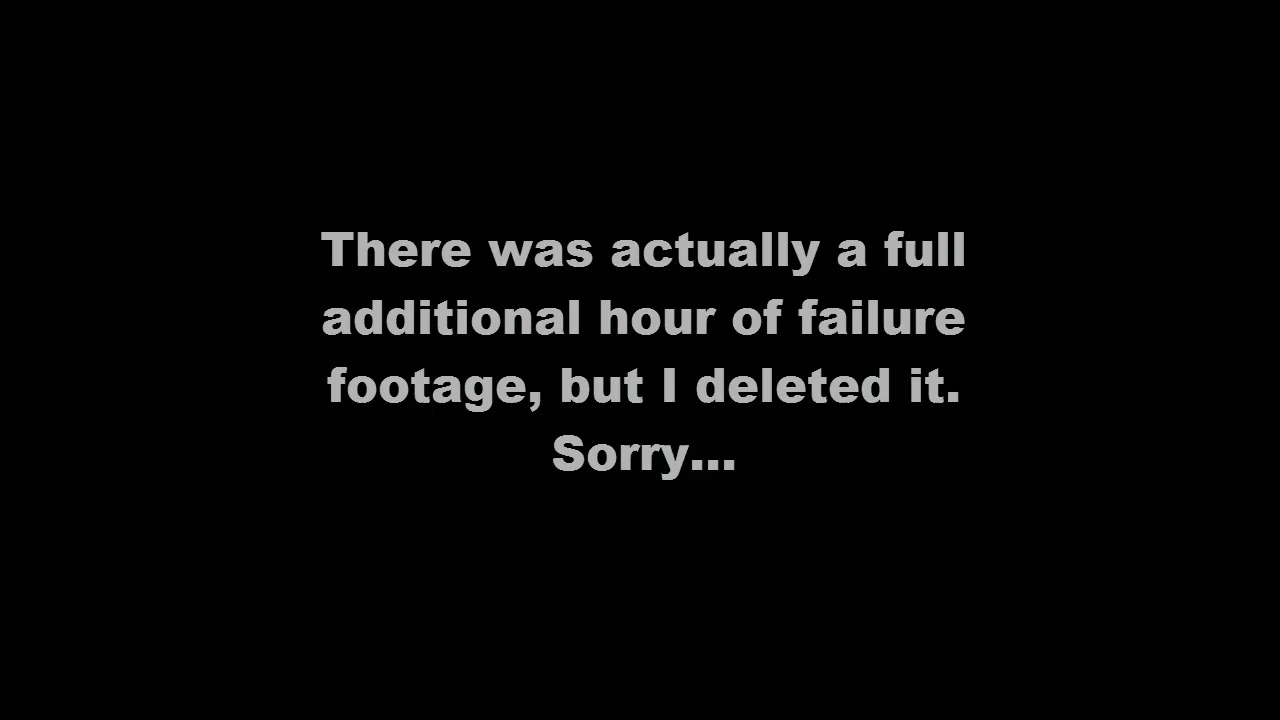 There was actually a full
additional hour of failure
footage, but I deleted it.
Sorry...